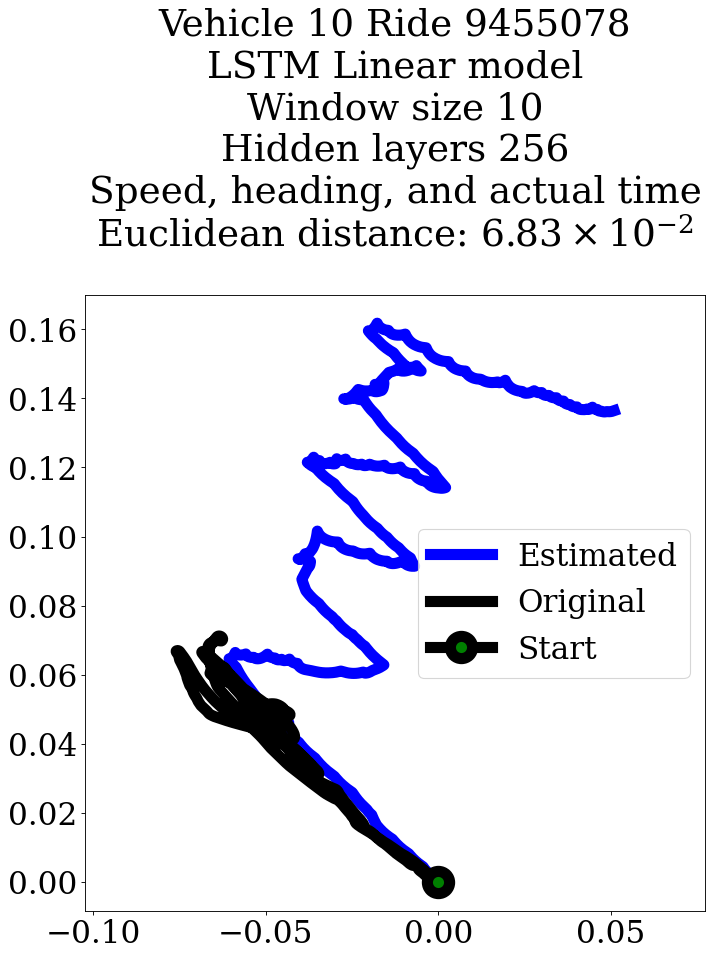 Vehicle 10 Ride 9455078
LSTM Linear model
Window size 10
Hidden layers 256
Speed, heading, and actual time
Euclidean distance: 6.83 × 10⁻²
0.16
0.14
0.12
0.10
0.08
0.06
0.04
0.02
0.00
Estimated
Original
Start
−0.10
−0.05
0.00
0.05